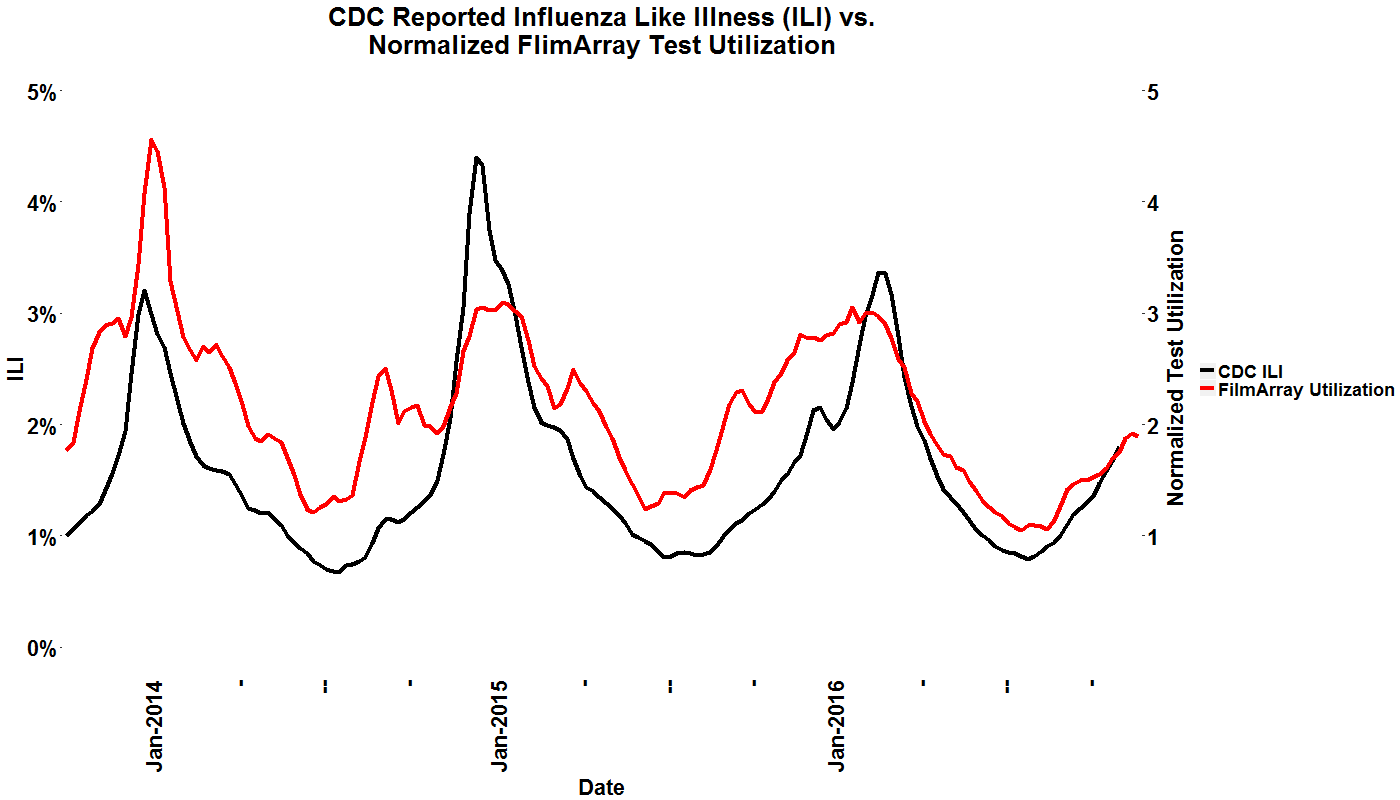 CDC Reported Influenza Like Illness (ILI) vs.
Normalized FlimArray Test Utilization
5%
4%
3%
2%
1%
0%
ILI
5
4
3
2
1
Normalized Test Utilization
CDC ILI
FilmArray Utilization
Jan-2014
-
--
-
Jan-2015
-
--
-
Jan-2016
-
--
-
Date